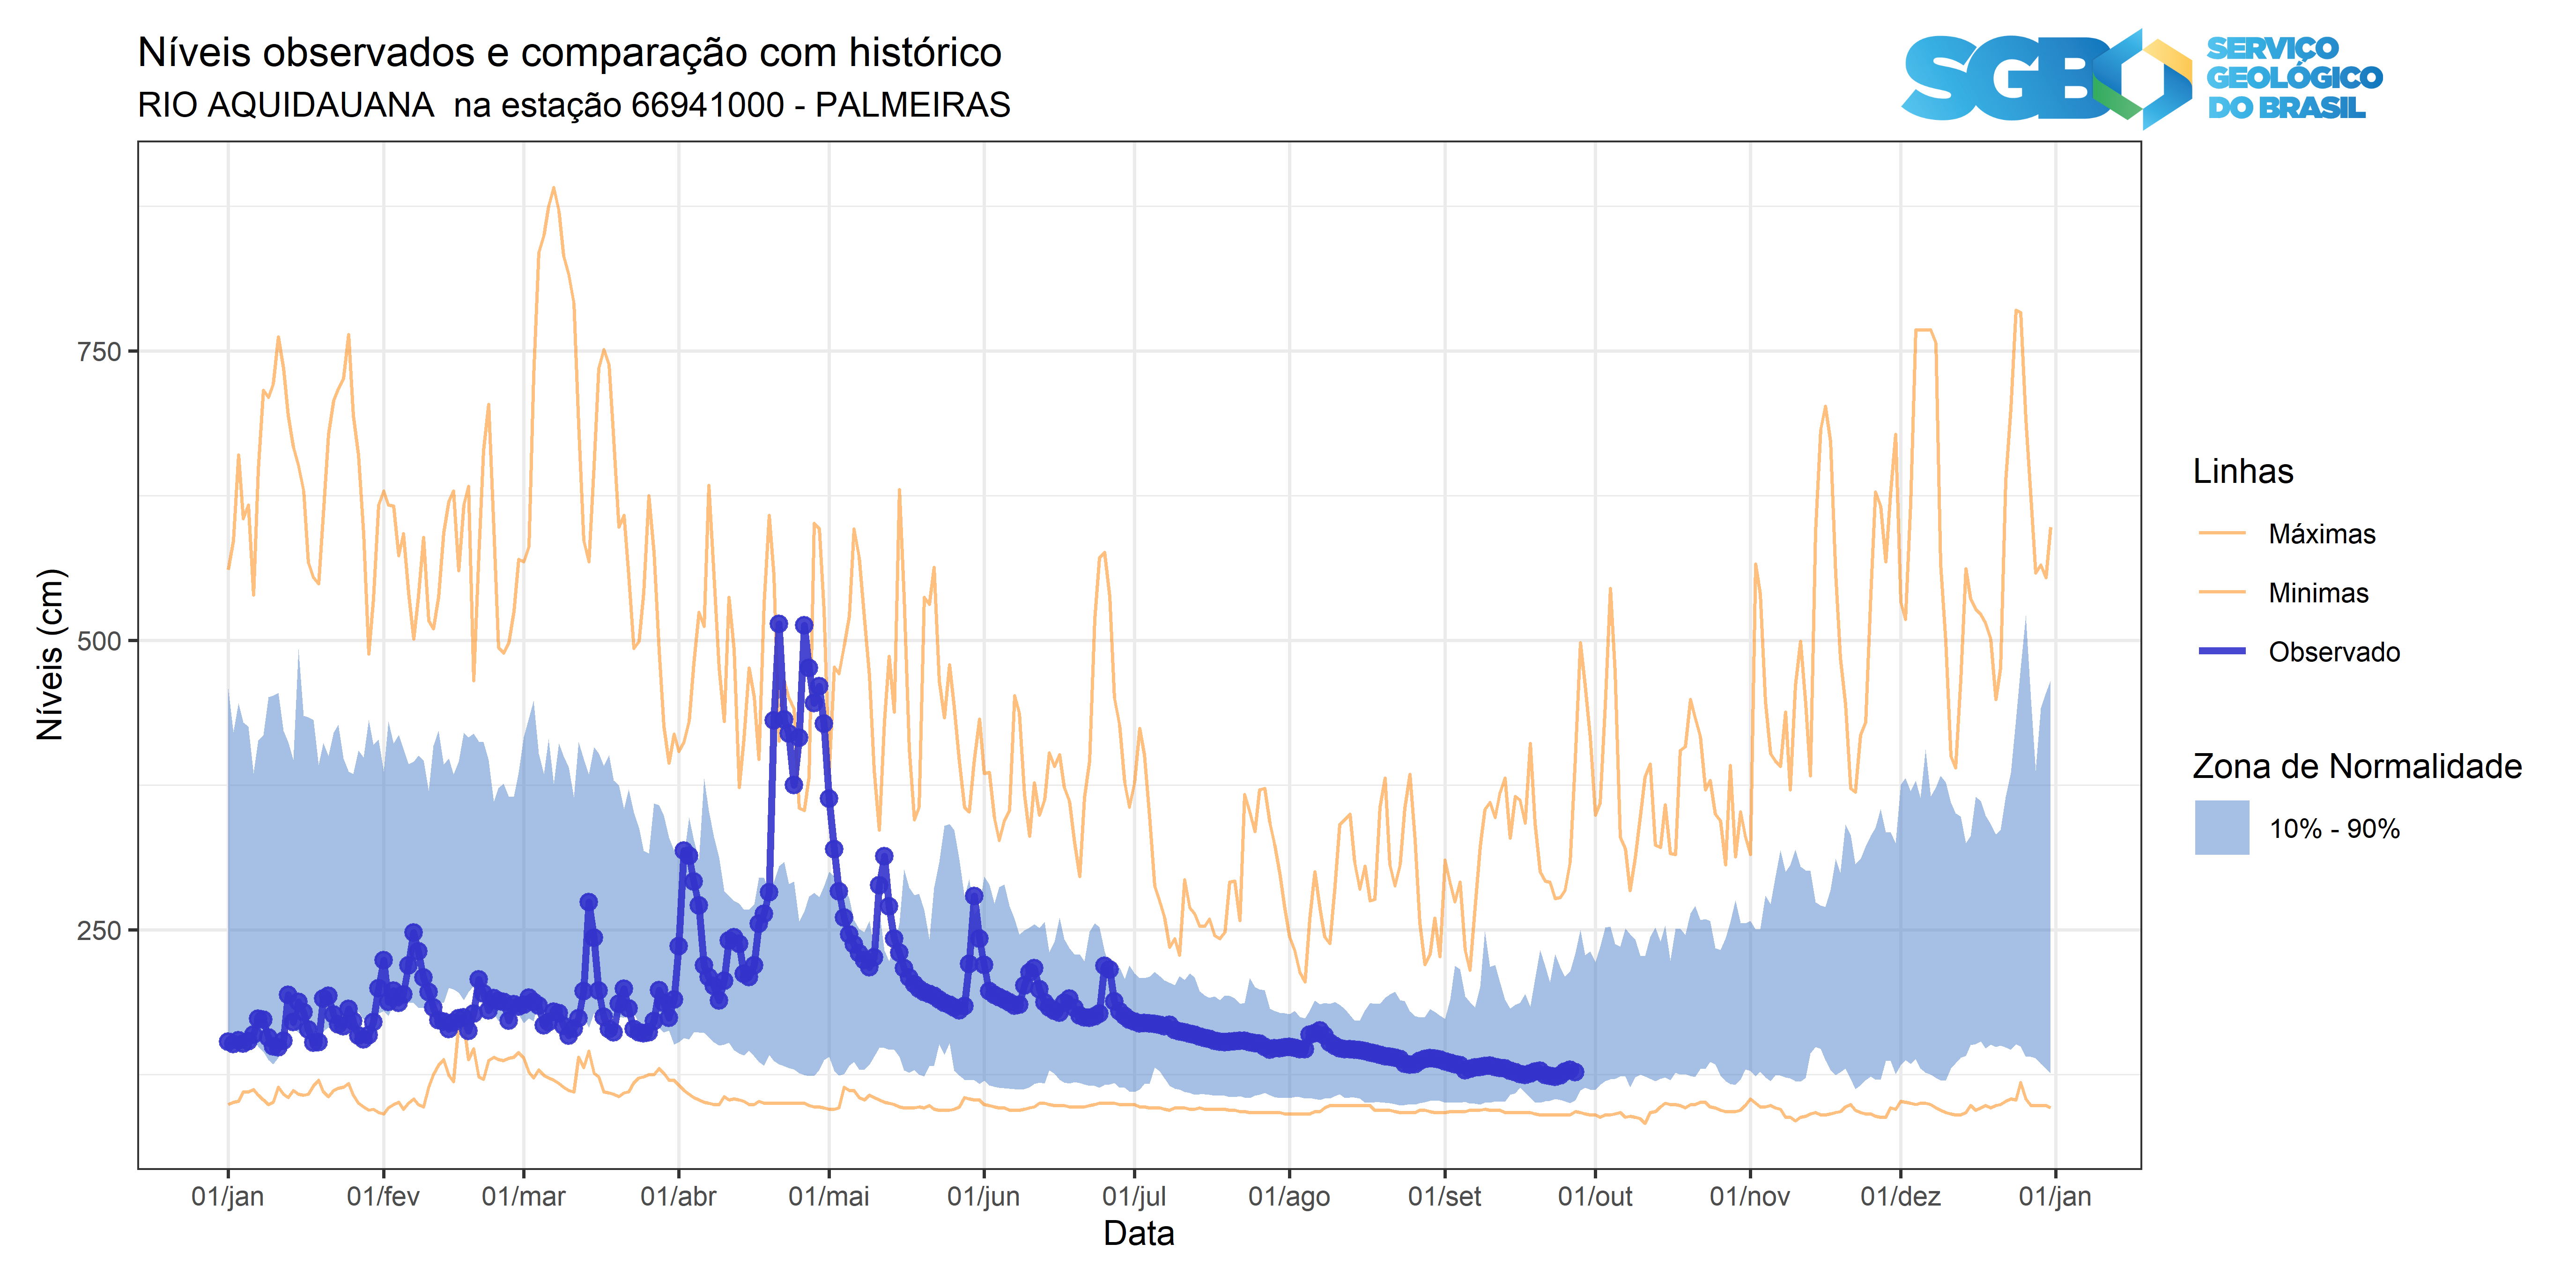 Níveis observados e comparação com histórico
RIO AQUIDAUANA na estação 66941000 - PALMEIRAS
SGB
SERVIÇO
GEOLÓGICO
DO BRASIL
750
500
250
Níveis (cm)
01/jan
01/fev
01/mar
01/abr
01/mai
01/jun
01/jul
01/ago
01/set
01/out
01/nov
01/dez
01/jan
Data
Linhas
Máximas
Minimas
Observado
Zona de Normalidade
10% - 90%